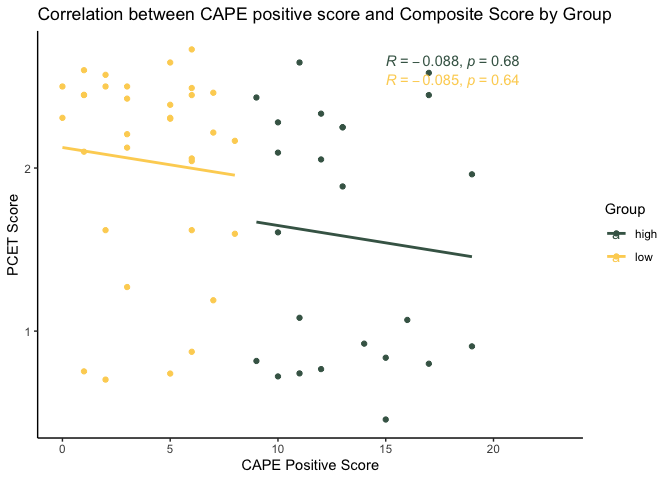 Correlation between CAPE positive score and Composite Score by Group
R = − 0.088, p = 0.68
R = − 0.085, p = 0.64
PCET Score
2
1
0 5 10 15 20
CAPE Positive Score
Group
a high
a low